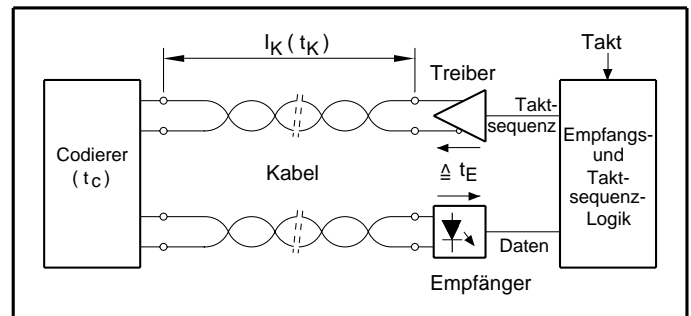 l_K ( t_K )
Takt
Treiber
Takt-
sequenz
Codierer
( t_C )
Kabel
≙ t_E
Empfangs-
und
Takt-
sequenz-
Logik
Daten
Empfänger